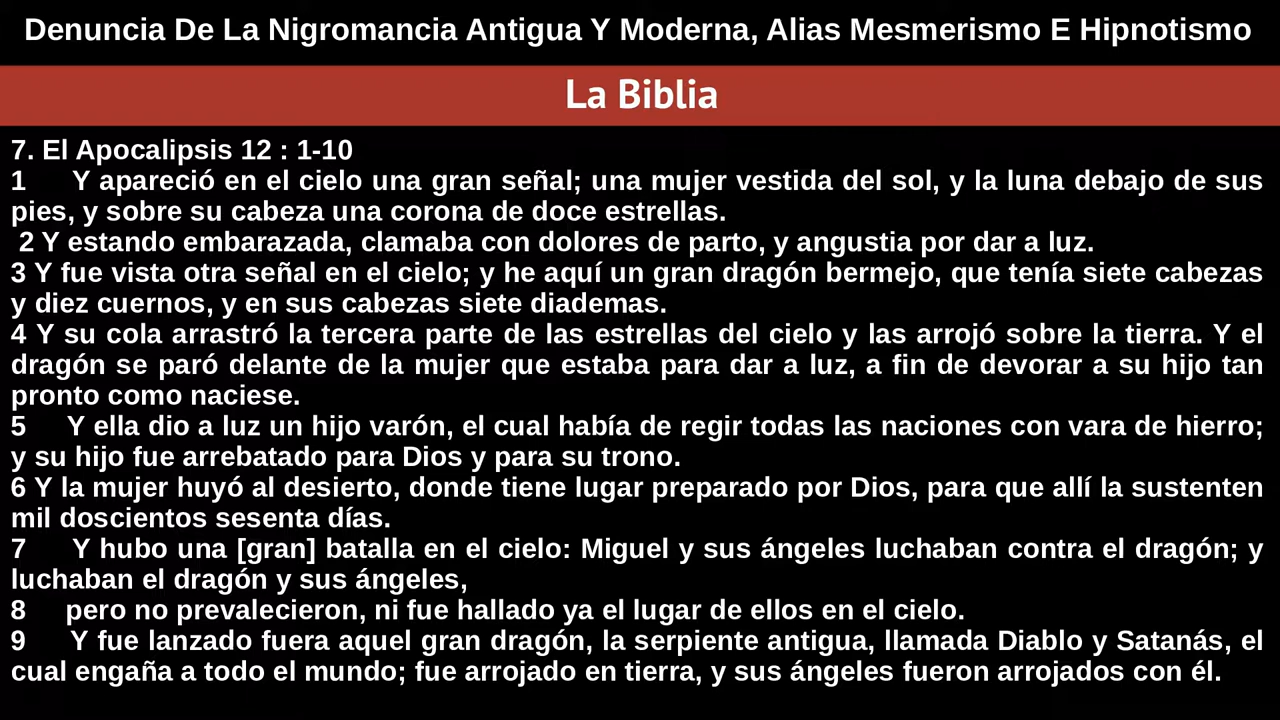 Denuncia De La Nigromancia Antigua Y Moderna, Alias Mesmerismo E Hipnotismo
La Biblia
7. El Apocalipsis 12 : 1-10
1 Y apareció en el cielo una gran señal; una mujer vestida del sol, y la luna debajo de sus
pies, y sobre su cabeza una corona de doce estrellas.
2 Y estando embarazada, clamaba con dolores de parto, y angustia por dar a luz.
3 Y fue vista otra señal en el cielo; y he aquí un gran dragón bermejo, que tenía siete cabezas
y diez cuernos, y en sus cabezas siete diademas.
4 Y su cola arrastró la tercera parte de las estrellas del cielo y las arrojó sobre la tierra. Y el
dragón se paró delante de la mujer que estaba para dar a luz, a fin de devorar a su hijo tan
pronto como naciese.
5 Y ella dio a luz un hijo varón, el cual había de regir todas las naciones con vara de hierro;
y su hijo fue arrebatado para Dios y para su trono.
6 Y la mujer huyó al desierto, donde tiene lugar preparado por Dios, para que allí la sustenten
mil doscientos sesenta días.
7 Y hubo una [gran] batalla en el cielo: Miguel y sus ángeles luchaban contra el dragón; y
luchaban el dragón y sus ángeles,
8 pero no prevalecieron, ni fue hallado ya el lugar de ellos en el cielo.
9 Y fue lanzado fuera aquel gran dragón, la serpiente antigua, llamada Diablo y Satanás, el
cual engaña a todo el mundo; fue arrojado en tierra, y sus ángeles fueron arrojados con él.